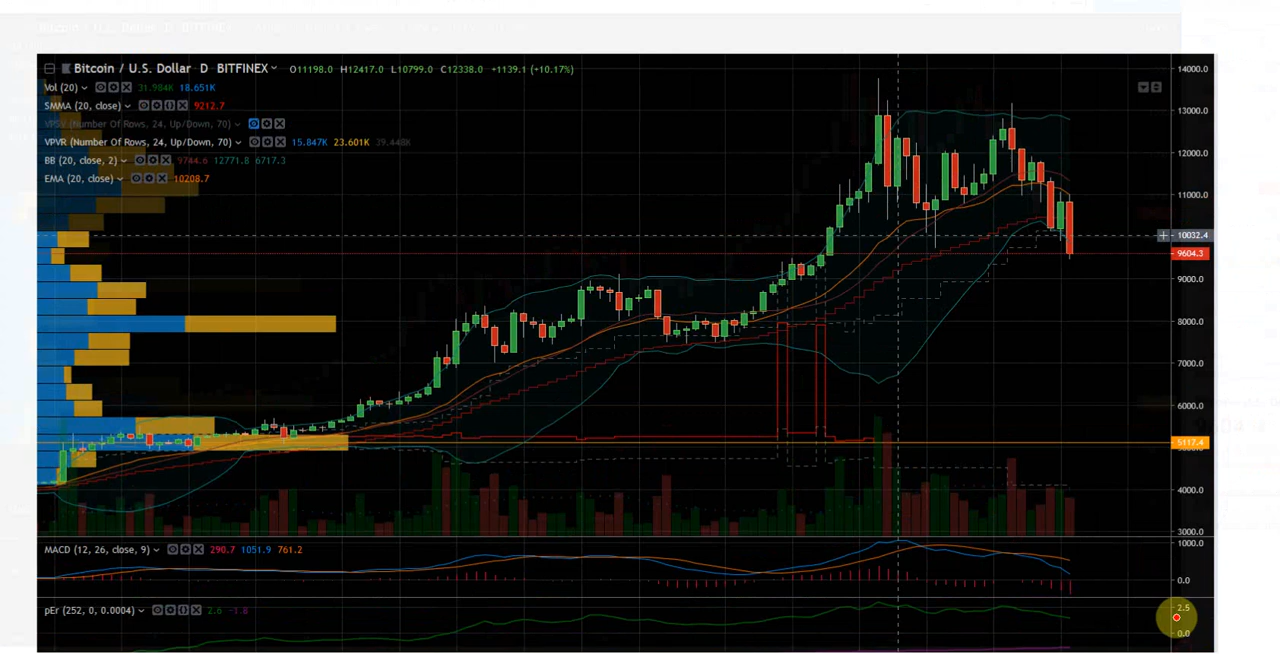 Bitcoin / U.S. Dollar D BITFINEX O11198.0 H12417.0 L10799.0 C12338.0 +1139.1 (+10.17%)
Vol (20) 31.984K 18.651K
SMMA (20, close) 9212.7
VPSV (Number Of Rows, 24, Up/Down, 70)
VPVR (Number Of Rows, 24, Up/Down, 70) 15.847K 23.601K 39.448K
BB (20, close, 2) 9744.6 12771.8 6717.3
EMA (20, close) 10208.7
14000.0
13000.0
12000.0
11000.0
10032.4
9604.3
9000.0
8000.0
7000.0
6000.0
5117.4
4000.0
3000.0
MACD (12, 26, close, 9) 290.7 1051.9 761.2
1000.0
0.0
pEr (252, 0, 0.0004) 2.6 -1.8
2.5
0.0